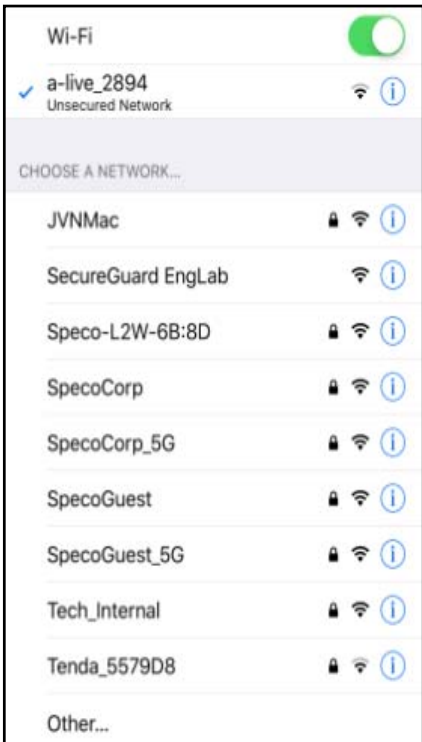 Wi-Fi
a-live_2894
Unsecured Network
CHOOSE A NETWORK...
JVNMac
SecureGuard EngLab
Speco-L2W-6B:8D
SpecoCorp
SpecoCorp_5G
SpecoGuest
SpecoGuest_5G
Tech_Internal
Tenda_5579D8
Other...